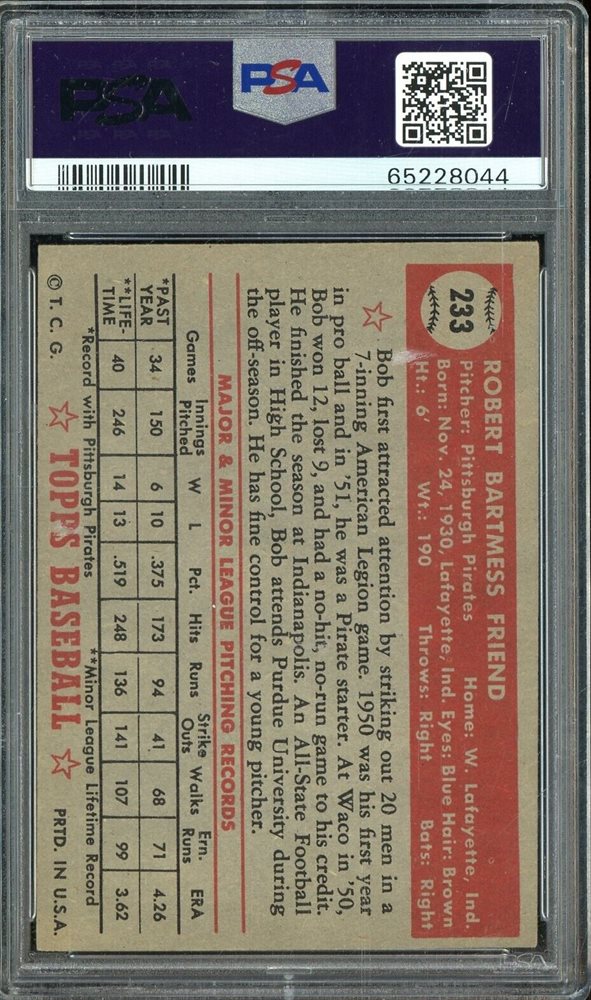 PSA
PSA
65228044
233
ROBERT BARTMESS FRIEND
Pitcher: Pittsburgh Pirates Home: W. Lafayette, Ind.
Born: Nov. 24, 1930, Lafayette, Ind. Eyes: Blue Hair: Brown
Ht.: 6' Wt.: 190 Throws: Right Bats: Right
Bob first attracted attention by striking out 20 men in a
7-inning American Legion game. 1950 was his first year
in pro ball and in '51, he was a Pirate starter. At Waco in '50,
Bob won 12, lost 9, and had a no-hit, no-run game to his credit.
He finished the season at Indianapolis. An All-State Football
player in High School, Bob attends Purdue University during
the off-season. He has fine control for a young pitcher.
MAJOR & MINOR LEAGUE PITCHING RECORDS
Games Innings Pitched W L Pct. Hits Runs Strike Outs Walks Ern. Runs ERA
*PAST YEAR 34 150 6 10 .375 173 94 41 68 71 4.26
**LIFE-TIME 40 246 14 13 .519 248 136 141 107 99 3.62
*Record with Pittsburgh Pirates **Minor League Lifetime Record
© T. C. G. TOPPS BASEBALL PRTD. IN U.S.A.